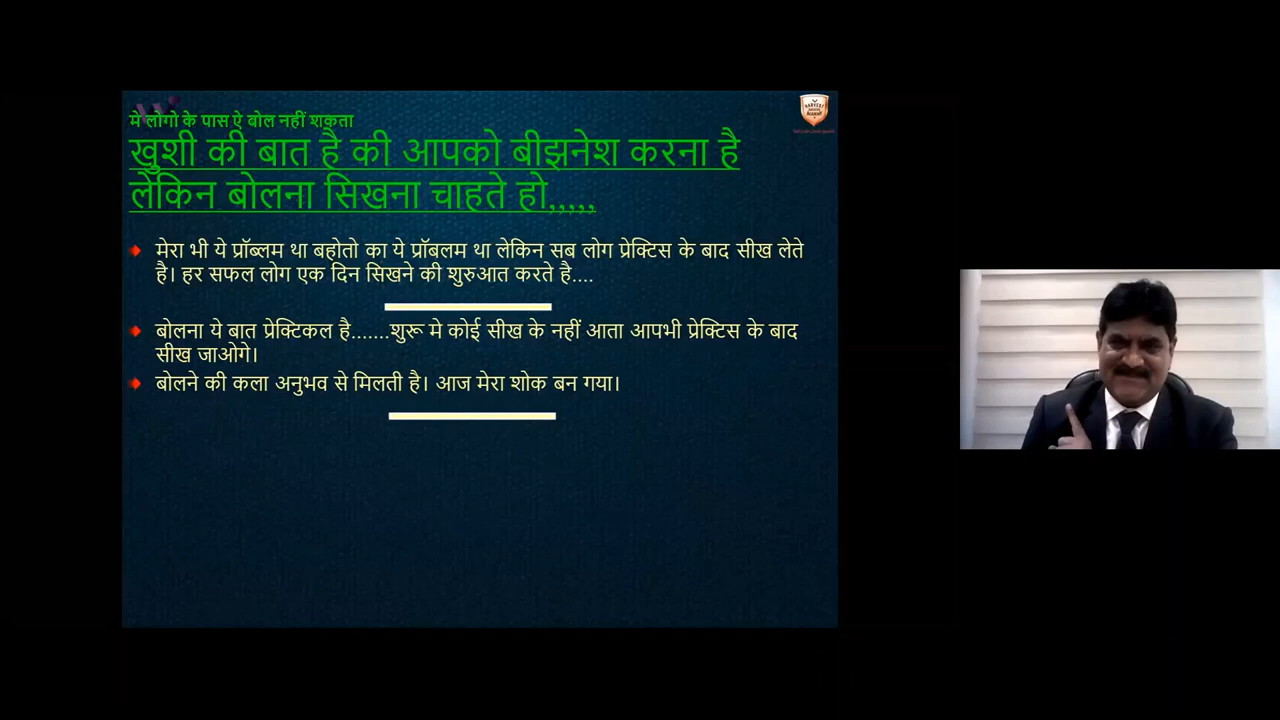 मे लोगो के पास ऐ बोल नहीं शकता
खुशी की बात है की आपको बीझनेश करना है
लेकिन बोलना सिखना चाहते हो,,,,,
मेरा भी ये प्रॉब्लम था बहोतो का ये प्रॉबलम था लेकिन सब लोग प्रेक्टिस के बाद सीख लेते
है। हर सफल लोग एक दिन सिखने की शुरुआत करते है....
बोलना ये बात प्रेक्टिकल है.......शुरू मे कोई सीख के नहीं आता आपभी प्रेक्टिस के बाद
सीख जाओगे।
बोलने की कला अनुभव से मिलती है। आज मेरा शोक बन गया।
HARVEST